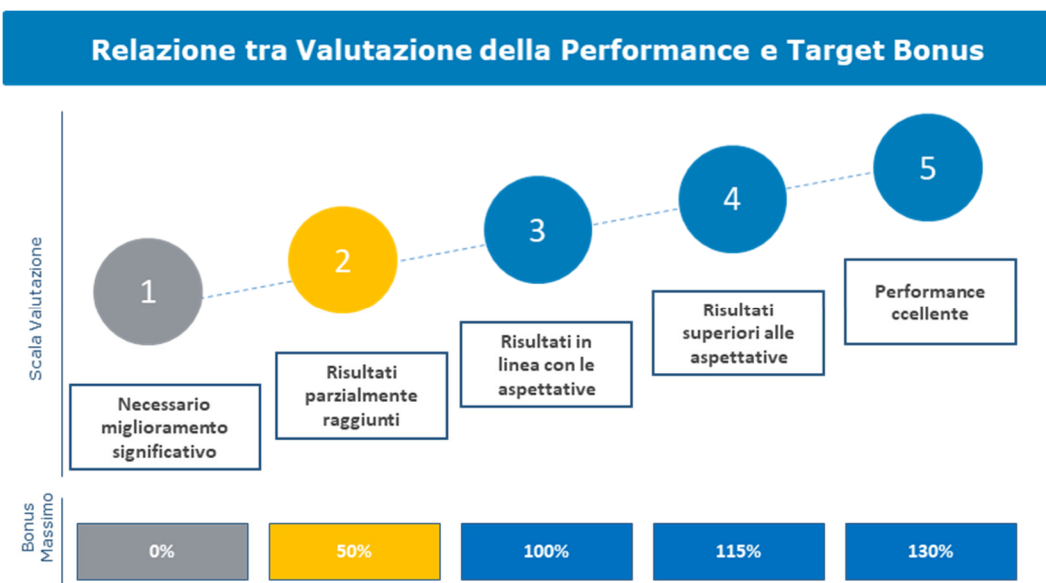 Relazione tra Valutazione della Performance e Target Bonus
Scala Valutazione
1
2
3
4
5
Necessario
miglioramento
significativo
Risultati
parzialmente
raggiunti
Risultati in
linea con le
aspettative
Risultati
superiori alle
aspettative
Performance
ccellente
Bonus
Massimo
0%
50%
100%
115%
130%